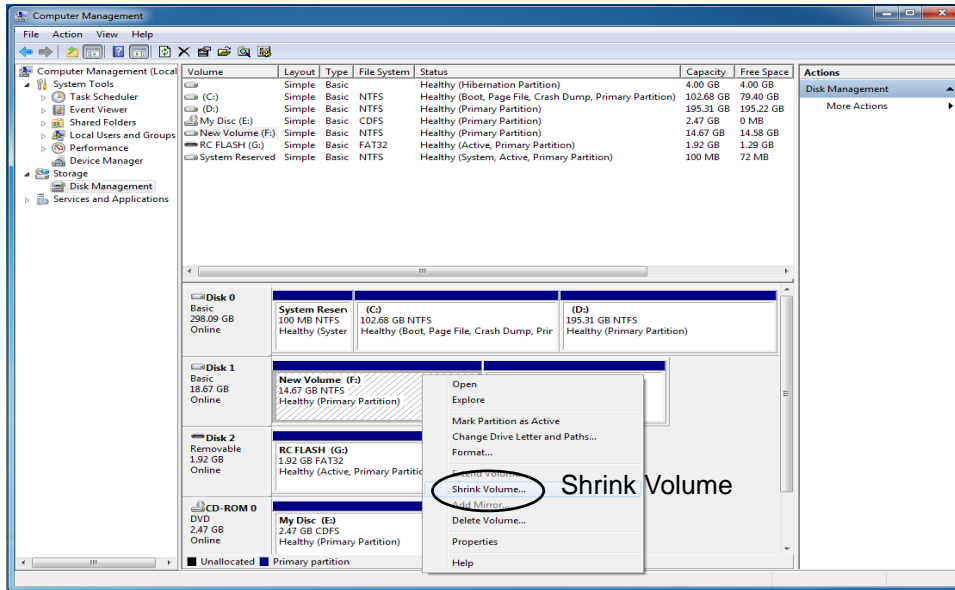 Computer Management
File Action View Help
Computer Management (Local
System Tools
Task Scheduler
Event Viewer
Shared Folders
Local Users and Groups
Performance
Device Manager
Storage
Disk Management
Services and Applications
Volume Layout Type File System Status Capacity Free Space
Simple Basic Healthy (Hibernation Partition) 4.00 GB 4.00 GB
(C:) Simple Basic NTFS Healthy (Boot, Page File, Crash Dump, Primary Partition) 102.68 GB 79.40 GB
(D:) Simple Basic NTFS Healthy (Primary Partition) 195.31 GB 195.22 GB
My Disc (E:) Simple Basic CDFS Healthy (Primary Partition) 2.47 GB 0 MB
New Volume (F:) Simple Basic NTFS Healthy (Primary Partition) 14.67 GB 14.58 GB
RC FLASH (G:) Simple Basic FAT32 Healthy (Active, Primary Partition) 1.92 GB 1.29 GB
System Reserved Simple Basic NTFS Healthy (System, Active, Primary Partition) 100 MB 72 MB
Actions
Disk Management
More Actions
Disk 0
Basic
298.09 GB
Online
System Reserv
100 MB NTFS
Healthy (Syster
(C:)
102.68 GB NTFS
Healthy (Boot, Page File, Crash Dump, Prir
(D:)
195.31 GB NTFS
Healthy (Primary Partition)
Disk 1
Basic
18.67 GB
Online
New Volume (F:)
14.67 GB NTFS
Healthy (Primary Partition)
Disk 2
Removable
1.92 GB
Online
RC FLASH (G:)
1.92 GB FAT32
Healthy (Active, Primary Partitic
CD-ROM 0
DVD
2.47 GB
Online
My Disc (E:)
2.47 GB CDFS
Healthy (Primary Partition)
Open
Explore
Mark Partition as Active
Change Drive Letter and Paths...
Format...
Extend Volume...
Shrink Volume...
Add Mirror...
Delete Volume...
Properties
Help
Shrink Volume
Unallocated Primary partition